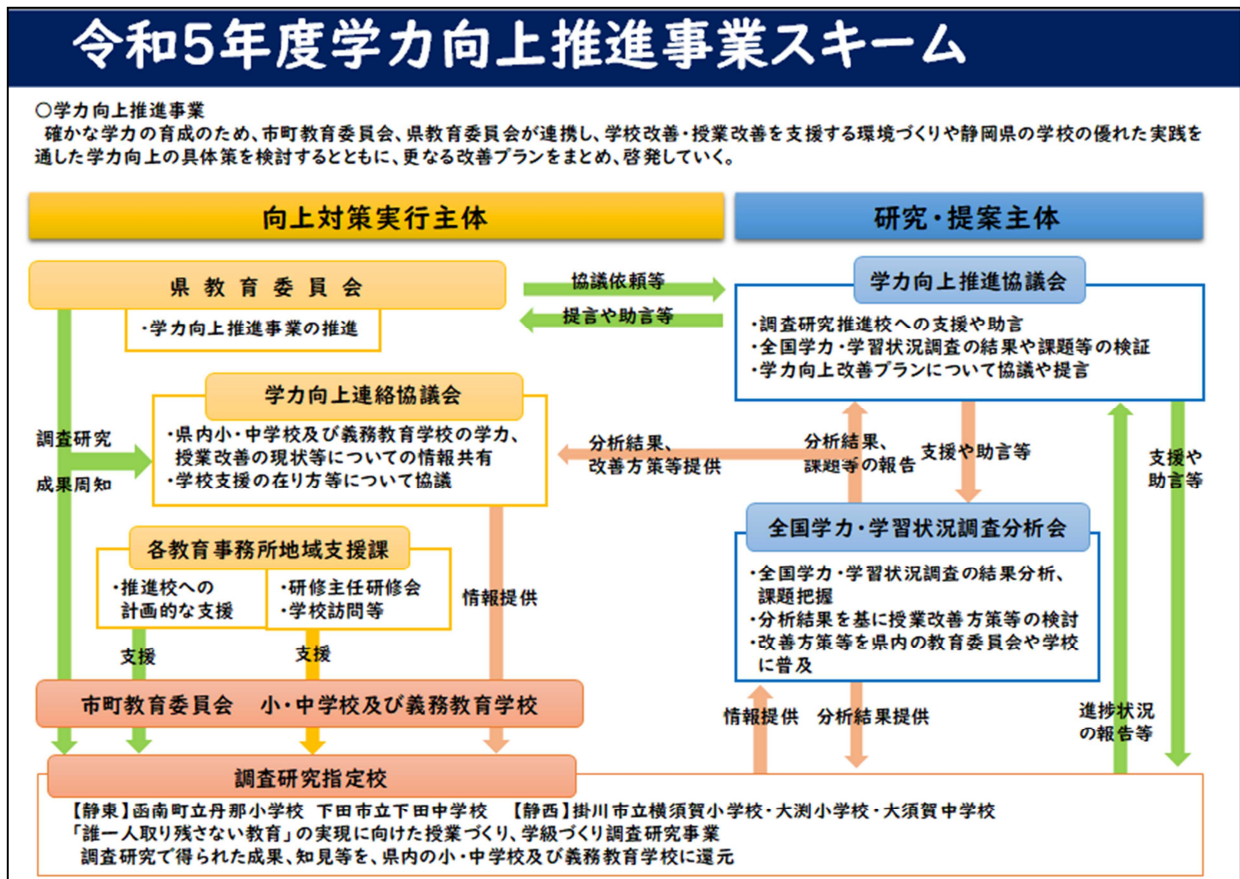 令和5年度学力向上推進事業スキーム
〇学力向上推進事業
確かな学力の育成のため、市町教育委員会、県教育委員会が連携し、学校改善・授業改善を支援する環境づくりや静岡県の学校の優れた実践を
通した学力向上の具体策を検討するとともに、更なる改善プランをまとめ、啓発していく。
向上対策実行主体
研究・提案主体
県教育委員会
・学力向上推進事業の推進
協議依頼等
提言や助言等
学力向上推進協議会
・調査研究推進校への支援や助言
・全国学力・学習状況調査の結果や課題等の検証
・学力向上改善プランについて協議や提言
学力向上連絡協議会
・県内小・中学校及び義務教育学校の学力、
授業改善の現状等についての情報共有
・学校支援の在り方等について協議
調査研究
成果周知
分析結果、
改善方策等提供
分析結果、
課題等の報告
支援や助言等
支援や
助言等
各教育事務所地域支援課
・推進校への
計画的な支援
・研修主任研修会
・学校訪問等
情報提供
支援
支援
全国学力・学習状況調査分析会
・全国学力・学習状況調査の結果分析、
課題把握
・分析結果を基に授業改善方策等の検討
・改善方策等を県内の教育委員会や学校
に普及
市町教育委員会　小・中学校及び義務教育学校
情報提供
分析結果提供
進捗状況
の報告等
調査研究指定校
【静東】函南町立丹那小学校　下田市立下田中学校　【静西】掛川市立横須賀小学校・大渕小学校・大須賀中学校
「誰一人取り残さない教育」の実現に向けた授業づくり、学級づくり調査研究事業
調査研究で得られた成果、知見等を、県内の小・中学校及び義務教育学校に還元